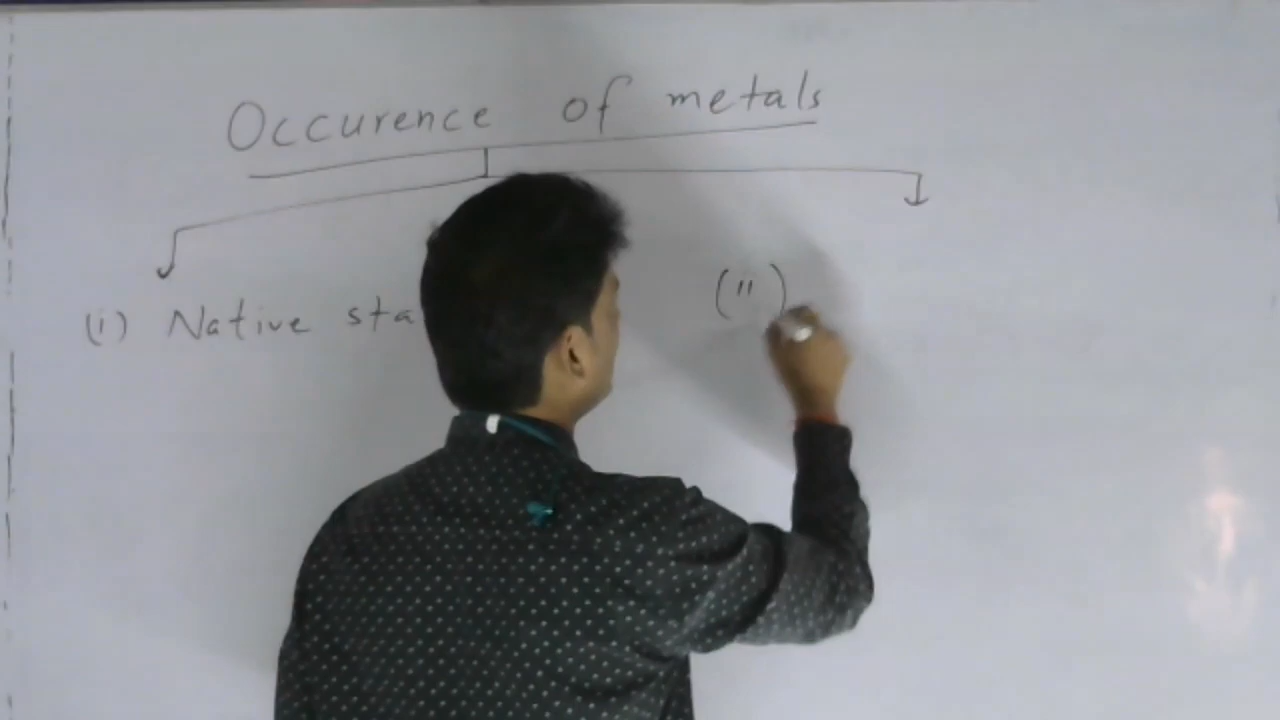 Occurence of metals
(i) Native sta
(ii)